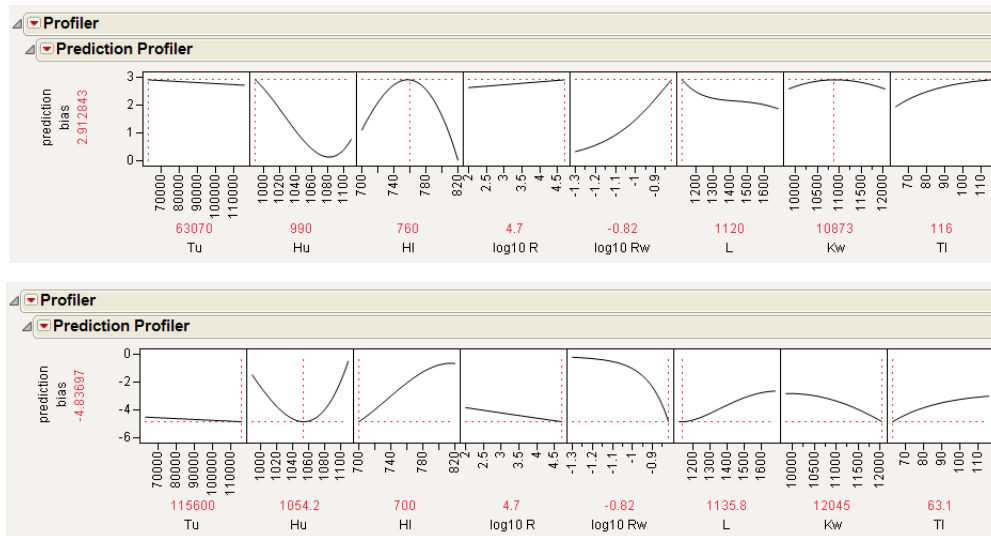 Profiler
Prediction Profiler
prediction
bias
2.912843
3
2
1
0
70000 80000 90000 100000 110000 1000 1020 1040 1060 1080 1100 700 740 780 820 2 2.5 3 3.5 4 4.5 -1.3 -1.2 -1.1 -1 -0.9 1200 1300 1400 1500 1600 10000 10500 11000 11500 12000 70 80 90 100 110
63070 990 760 4.7 -0.82 1120 10873 116
Tu Hu Hl log10 R log10 Rw L Kw Tl
Profiler
Prediction Profiler
prediction
bias
-4.83697
0
-2
-4
-6
70000 80000 90000 100000 110000 1000 1020 1040 1060 1080 1100 700 740 780 820 2 2.5 3 3.5 4 4.5 -1.3 -1.2 -1.1 -1 -0.9 1200 1300 1400 1500 1600 10000 10500 11000 11500 12000 70 80 90 100 110
115600 1054.2 700 4.7 -0.82 1135.8 12045 63.1
Tu Hu Hl log10 R log10 Rw L Kw Tl